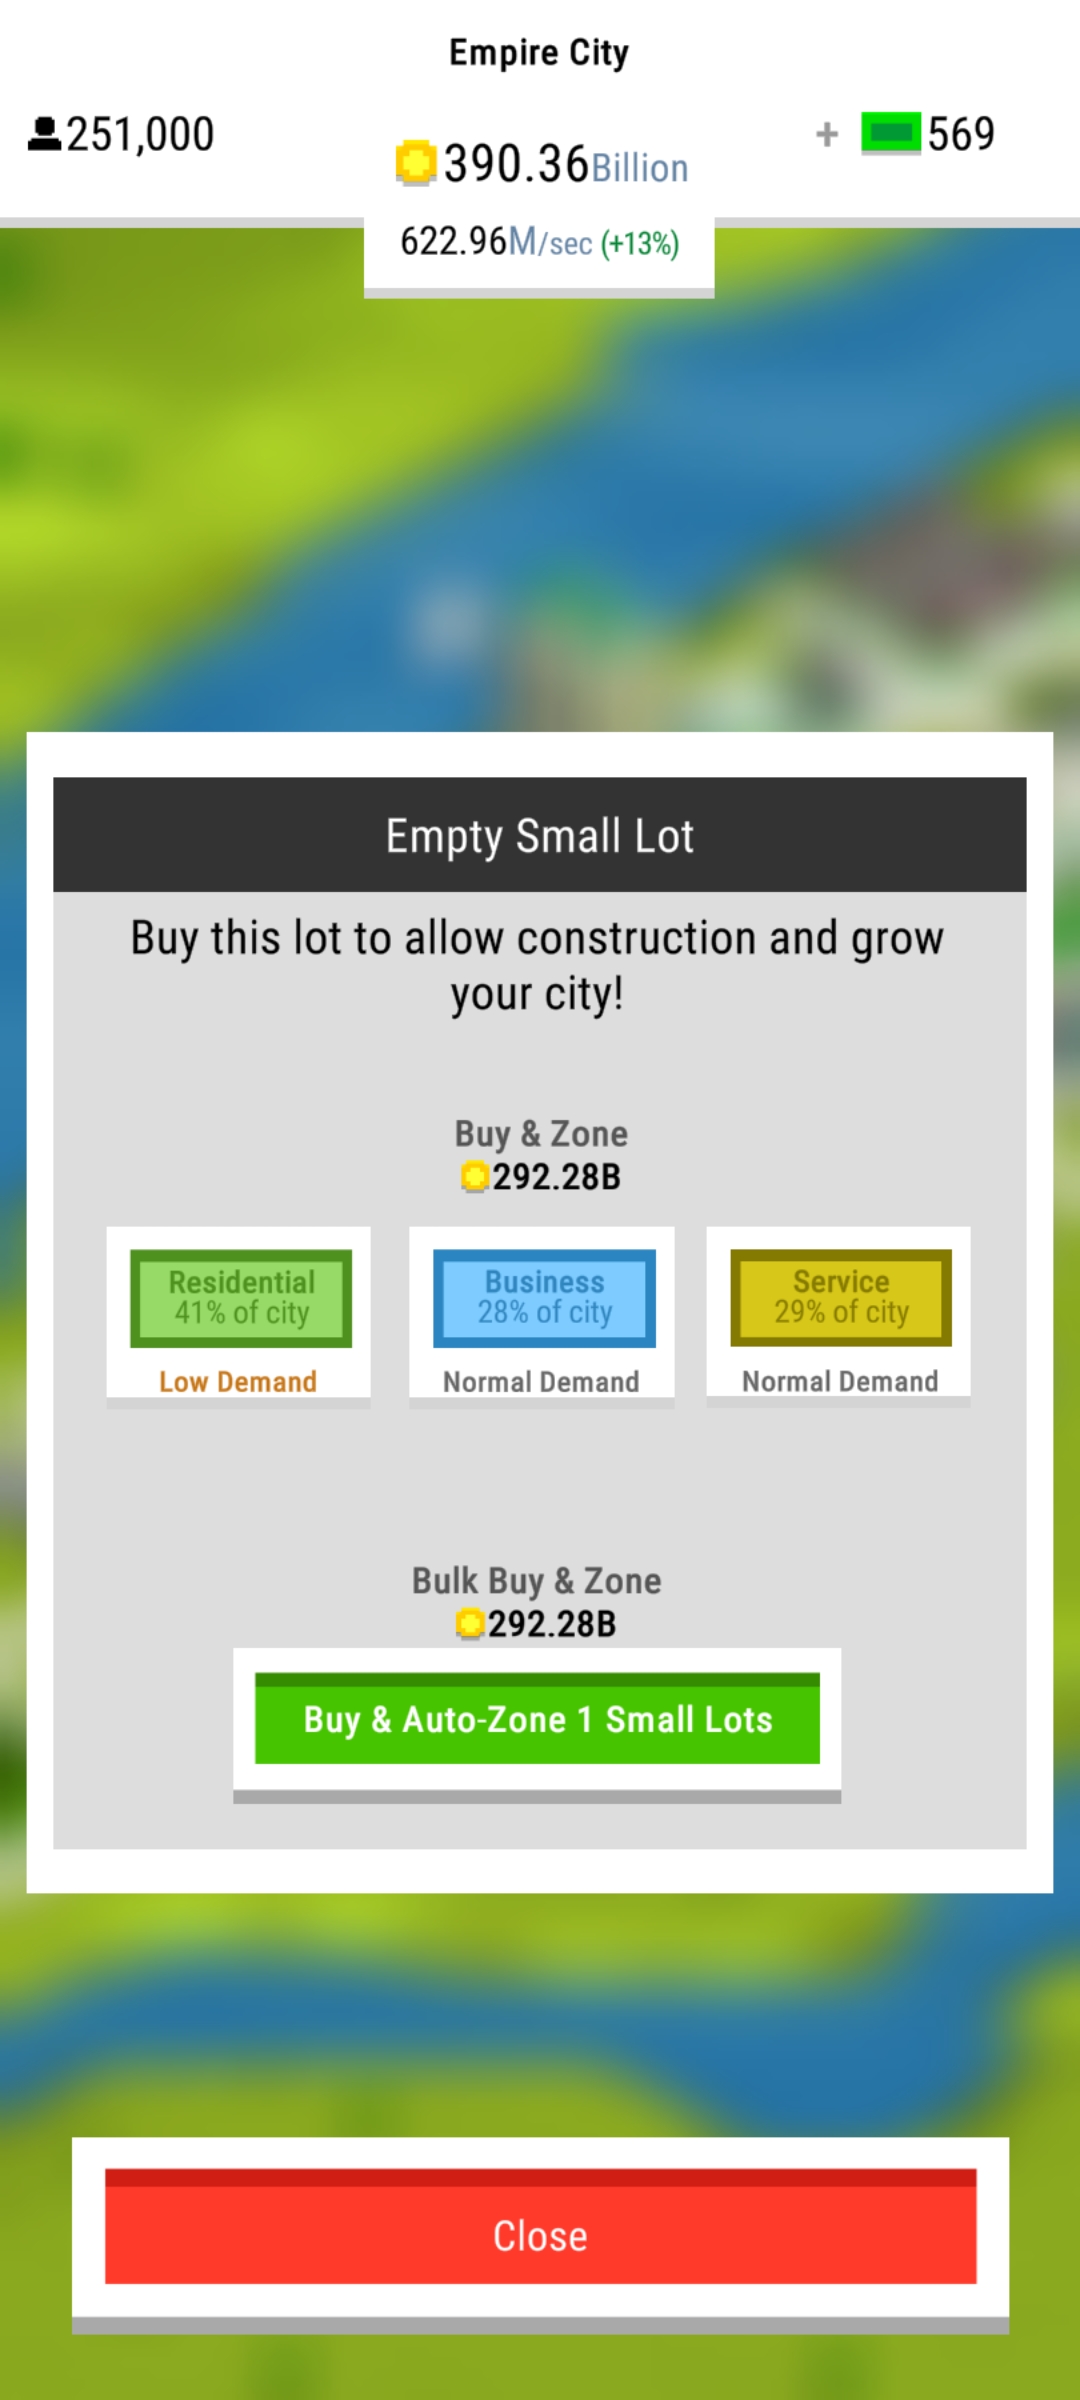 Empire City
251,000
390.36Billion
+ 569
622.96M/sec (+13%)
Empty Small Lot
Buy this lot to allow construction and grow
your city!
Buy & Zone
292.28B
Residential
41% of city
Low Demand
Business
28% of city
Normal Demand
Service
29% of city
Normal Demand
Bulk Buy & Zone
292.28B
Buy & Auto-Zone 1 Small Lots
Close